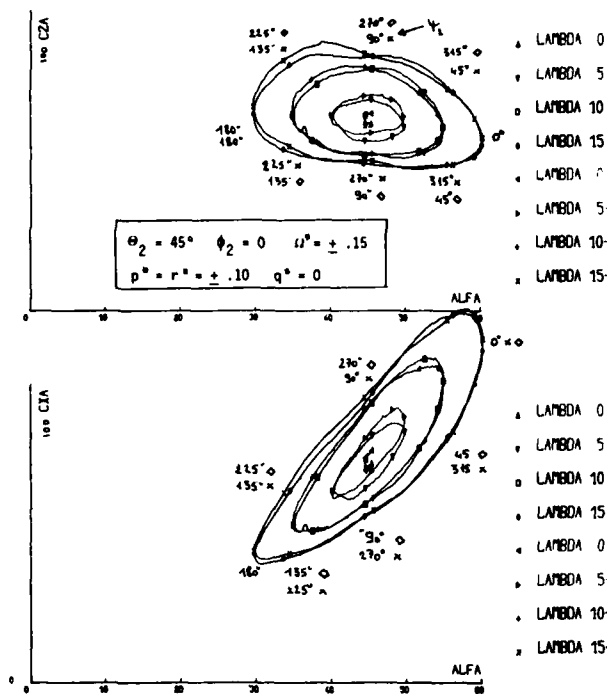 100 CZA
225° ◇
135° ×
270° ◇
90° ×
ψ₂
315° ◇
45° ×
180°
180°
0°
225° ×
135° ◇
270° ×
90° ◇
315° ×
45° ◇
Θ₂ = 45° ϕ₂ = 0 Ω* = ± .15
p* = r* = ± .10 q* = 0
0 10 20 30 40 50 60
ALFA
LAMBDA 0
LAMBDA 5
LAMBDA 10
LAMBDA 15
LAMBDA 0
LAMBDA 5-
LAMBDA 10-
LAMBDA 15-
100 CXA
270° ◇
90° ×
0° × ◇
225° ◇
135° ×
45 ◇
315 ×
90° ◇
270° ×
180°
135° ◇
225° ×
0
0 10 20 30 40 50 60
ALFA
LAMBDA 0
LAMBDA 5
LAMBDA 10
LAMBDA 15
LAMBDA 0
LAMBDA 5-
LAMBDA 10-
LAMBDA 15-